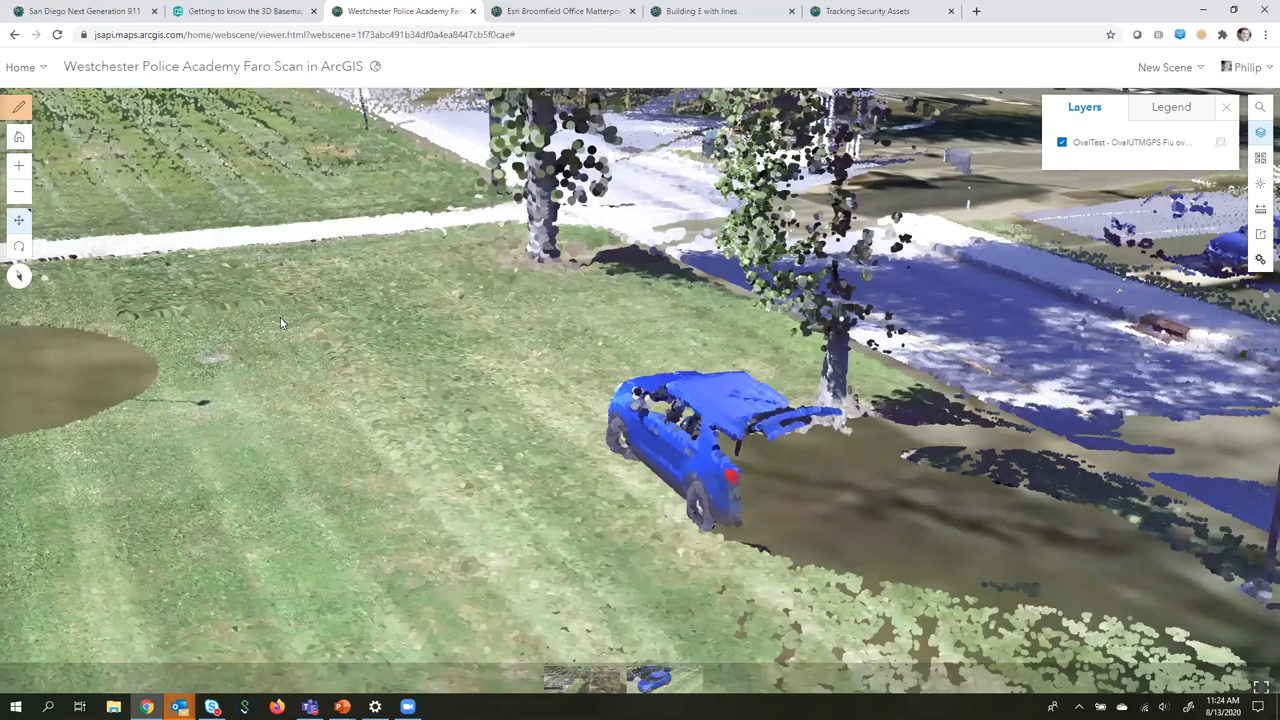 San Diego Next Generation 911
Getting to know the 3D Basema
Westchester Police Academy Far
Esri Broomfield Office Matterpo
Building E with lines
Tracking Security Assets
jsapi.maps.arcgis.com/home/webscene/viewer.html?webscene=1f73abc491b34df0a4ea8447cb5f0cae#
Home
Westchester Police Academy Faro Scan in ArcGIS
New Scene
Philip
Layers
Legend
OvalTest - OvalUTMGPS Flu ov...
11:24 AM
8/13/2020